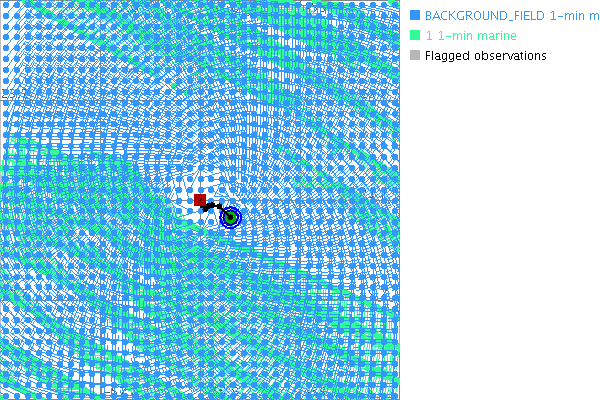 BACKGROUND_FIELD 1-min m
1 1-min marine
Flagged observations